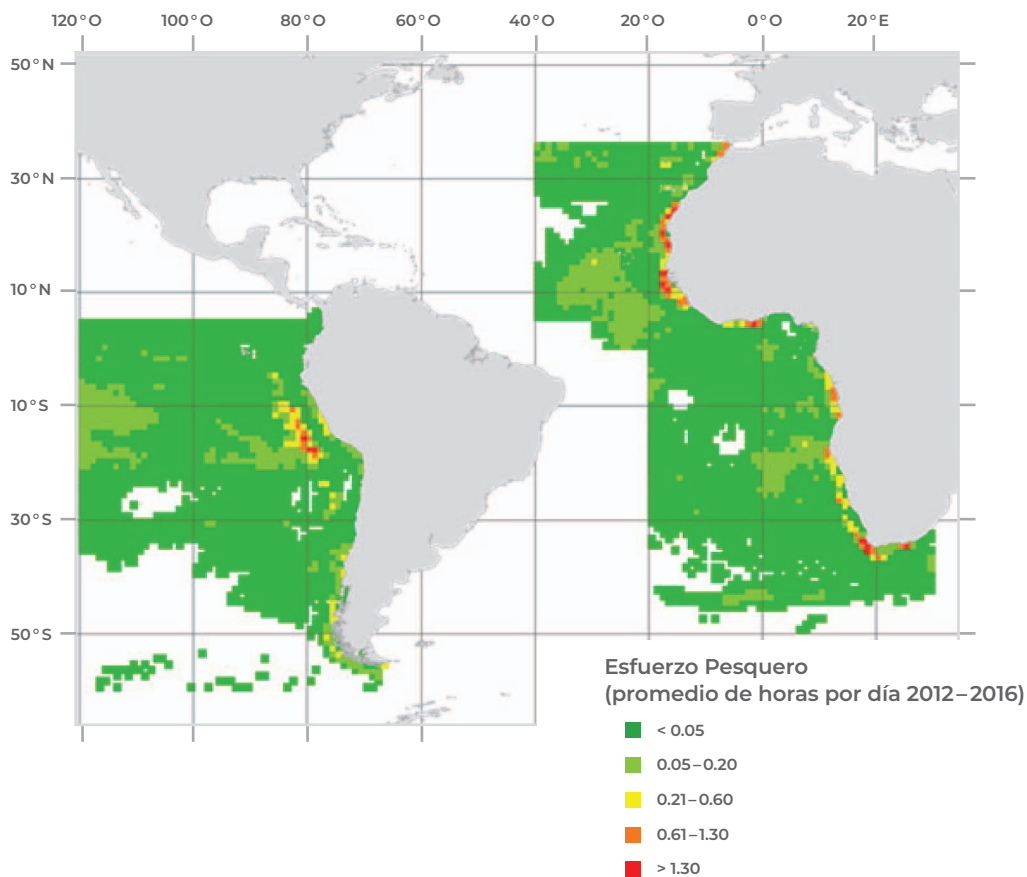 120°O 100°O 80°O 60°O 40°O 20°O 0°O 20°E
50°N
30°N
10°N
10°S
30°S
50°S
Esfuerzo Pesquero
(promedio de horas por día 2012–2016)
< 0.05
0.05–0.20
0.21–0.60
0.61–1.30
> 1.30